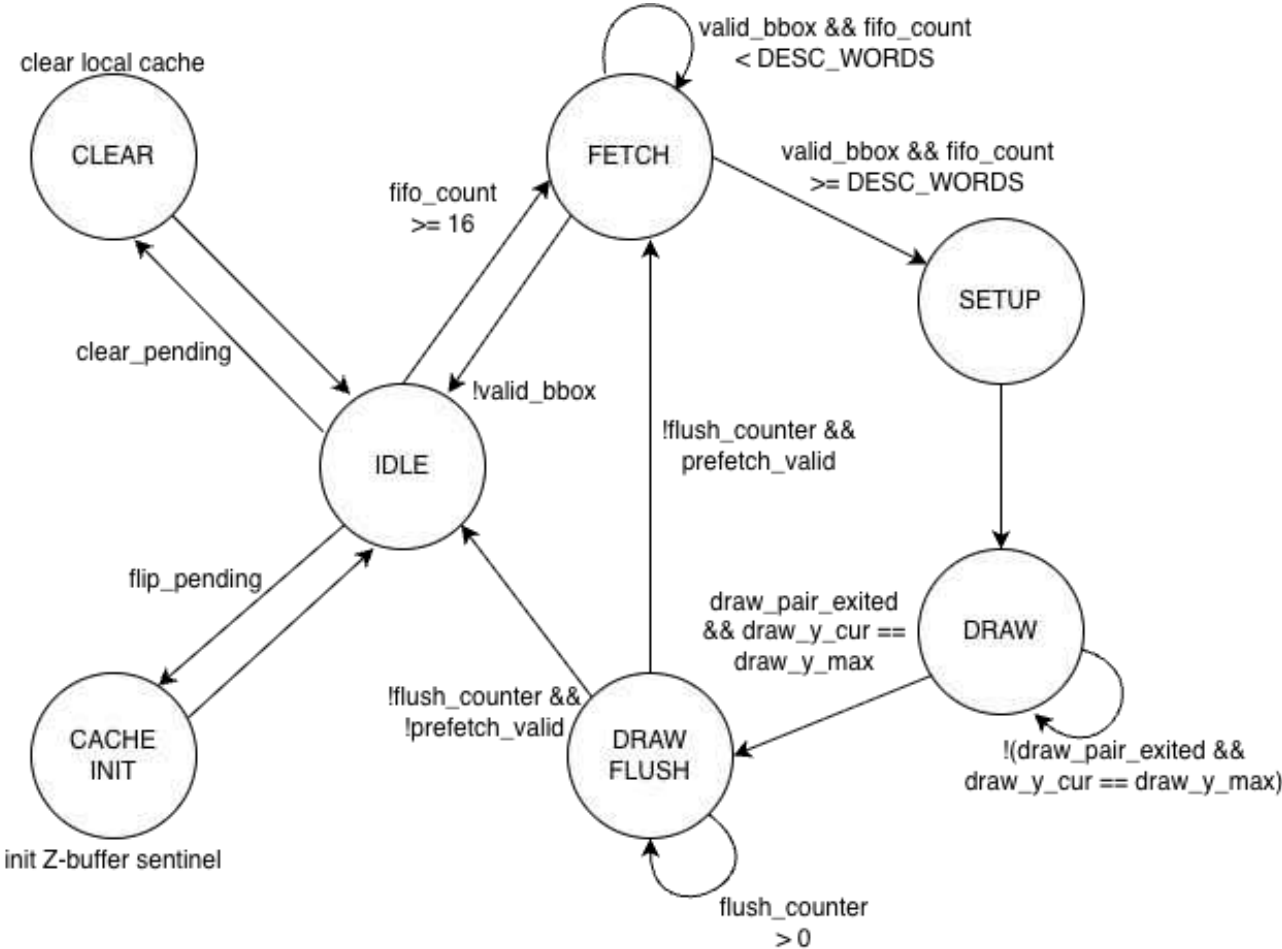 clear local cache
CLEAR
valid_bbox && fifo_count
< DESC_WORDS
FETCH
valid_bbox && fifo_count
>= DESC_WORDS
fifo_count
>= 16
SETUP
clear_pending
!valid_bbox
IDLE
!flush_counter &&
prefetch_valid
flip_pending
draw_pair_exited
&& draw_y_cur ==
draw_y_max
DRAW
!flush_counter &&
!prefetch_valid
CACHE
INIT
DRAW
FLUSH
!(draw_pair_exited &&
draw_y_cur == draw_y_max)
init Z-buffer sentinel
flush_counter
> 0